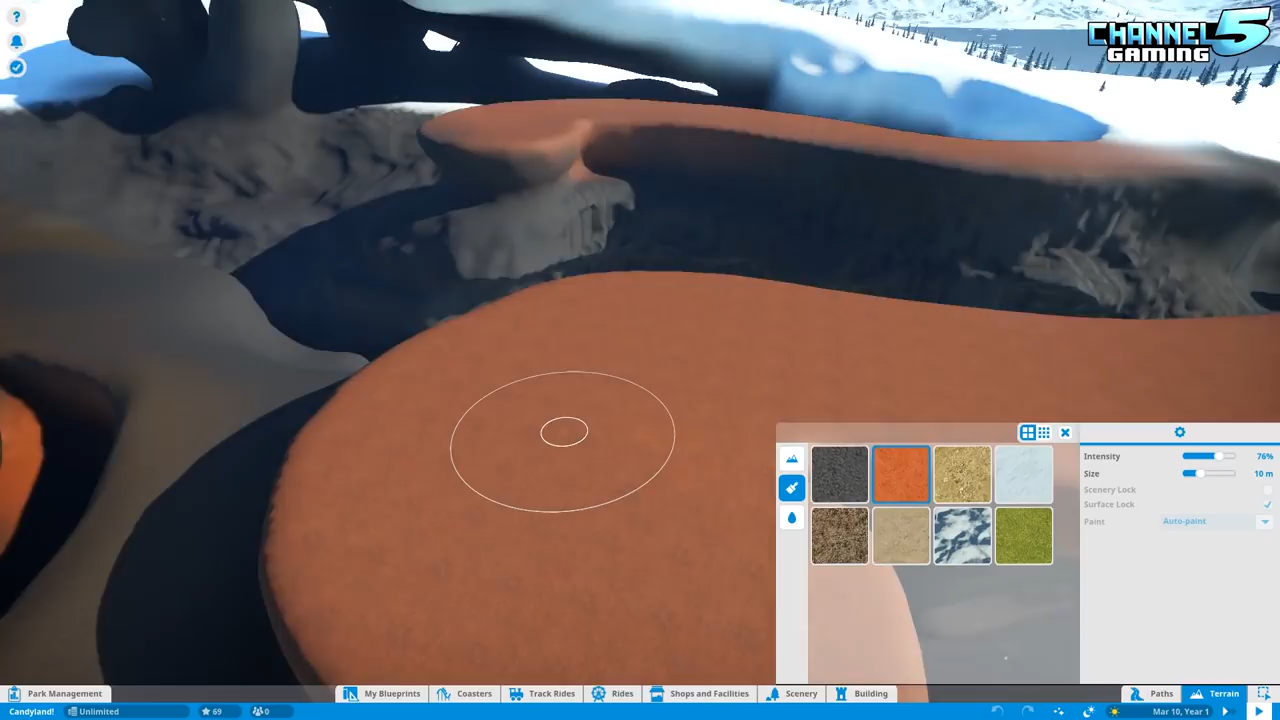 ?
CHANNEL 5
GAMING
Intensity 76%
Size 10 m
Scenery Lock
Surface Lock
Paint Auto-paint
Park Management My Blueprints Coasters Track Rides Rides Shops and Facilities Scenery Building Paths Terrain
Candyland! Unlimited 69 0 Mar 10, Year 1